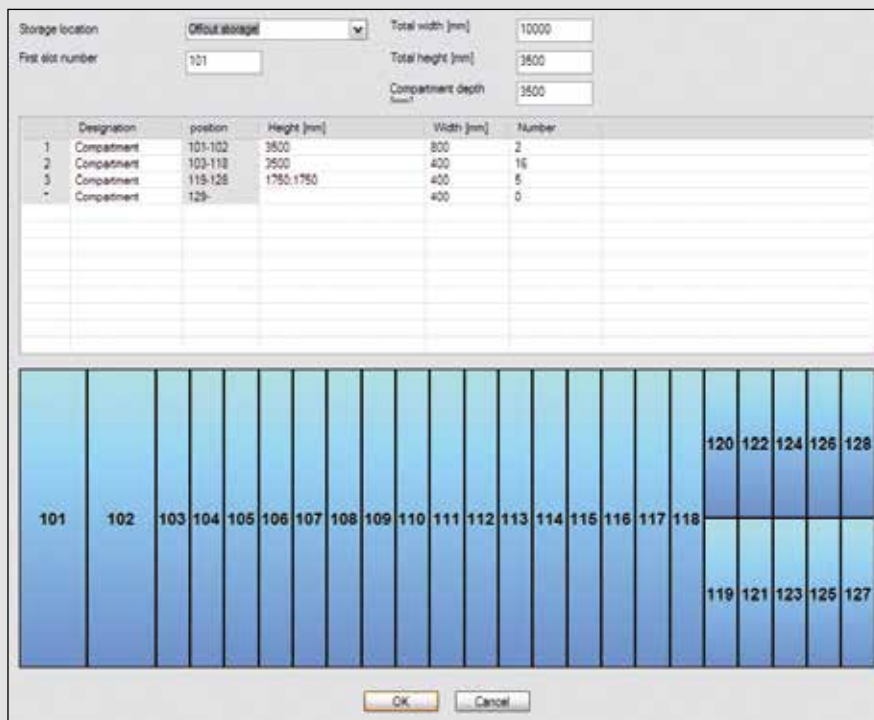 Storage location Offcut storage Total width [mm] 10000
First slot number 101 Total height [mm] 3500
Compartment depth 3500
Designation position Height [mm] Width [mm] Number
1 Compartment 101-102 3500 800 2
2 Compartment 103-118 3500 400 16
3 Compartment 119-128 1750;1750 400 5
* Compartment 129- 400 0
120 122 124 126 128
101 102 103 104 105 106 107 108 109 110 111 112 113 114 115 116 117 118
119 121 123 125 127
OK Cancel